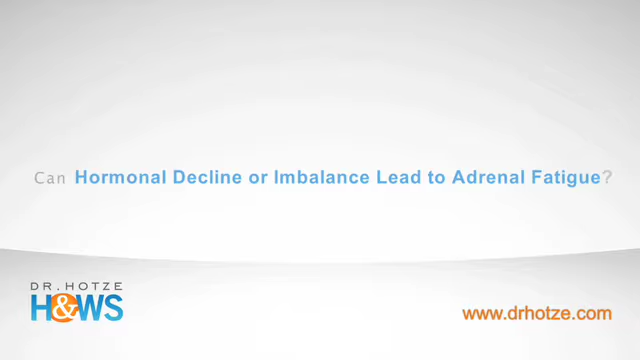 Can Hormonal Decline or Imbalance Lead to Adrenal Fatigue?
DR. HOTZE
H&WS
www.drhotze.com